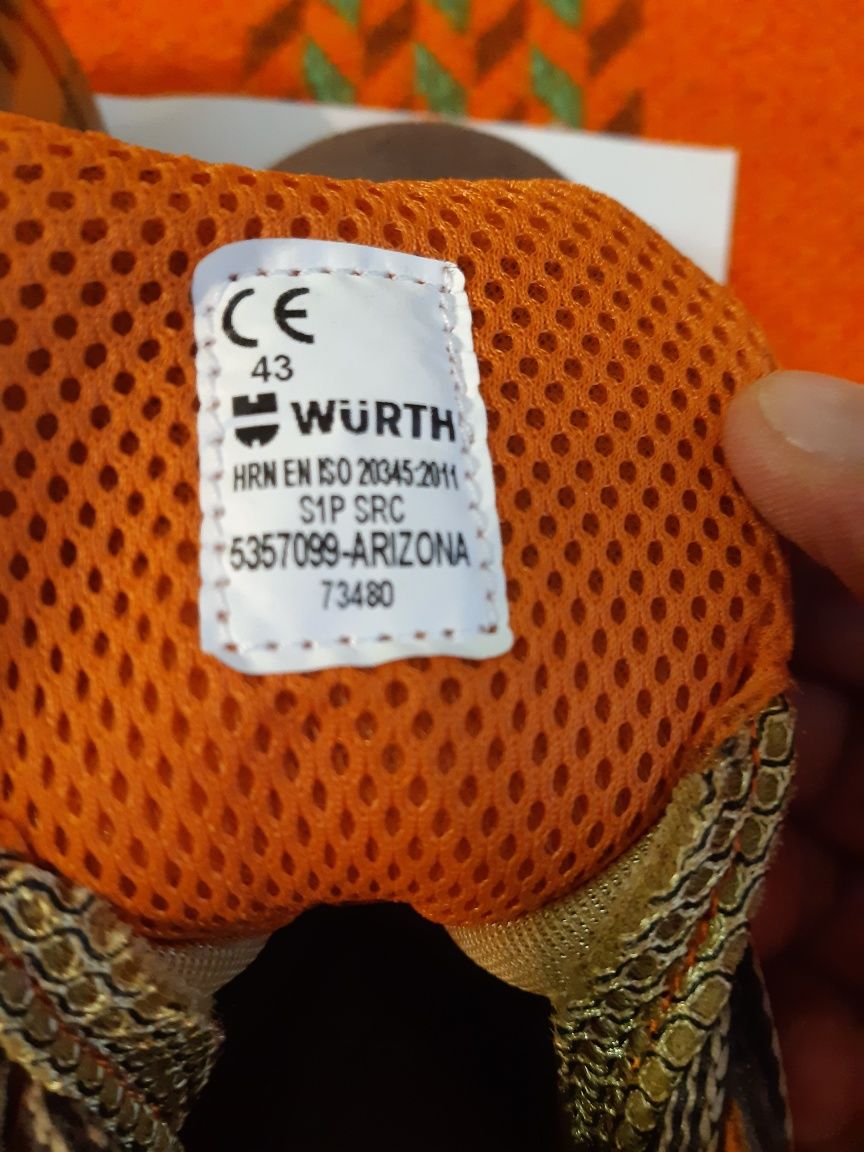 CE
43
WÜRTH
HRN EN ISO 20345:2011
S1P SRC
5357099-ARIZONA
73480